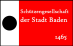 Schützengesellschaft
der Stadt Baden
1465